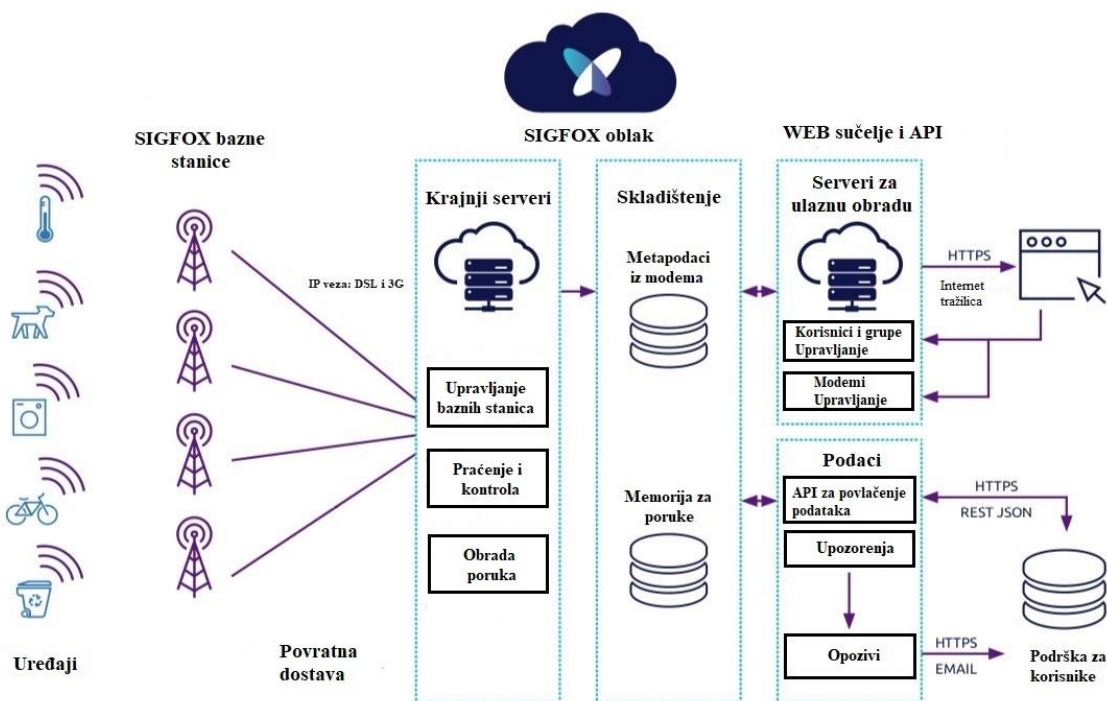 SIGFOX bazne
stanice
SIGFOX oblak
WEB sučelje i API
Krajnji serveri
Skladištenje
Serveri za
ulaznu obradu
IP veza: DSL i 3G
Metapodaci
iz modema
HTTPS
Internet
tražilica
Korisnici i grupe
Upravljanje
Modemi
Upravljanje
Upravljanje
baznih stanica
Praćenje i
kontrola
Obrada
poruka
Memorija za
poruke
Podaci
API za povlačenje
podataka
HTTPS
REST JSON
Upozorenja
Opozivi
HTTPS
EMAIL
Podrška za
korisnike
Uređaji
Povratna
dostava